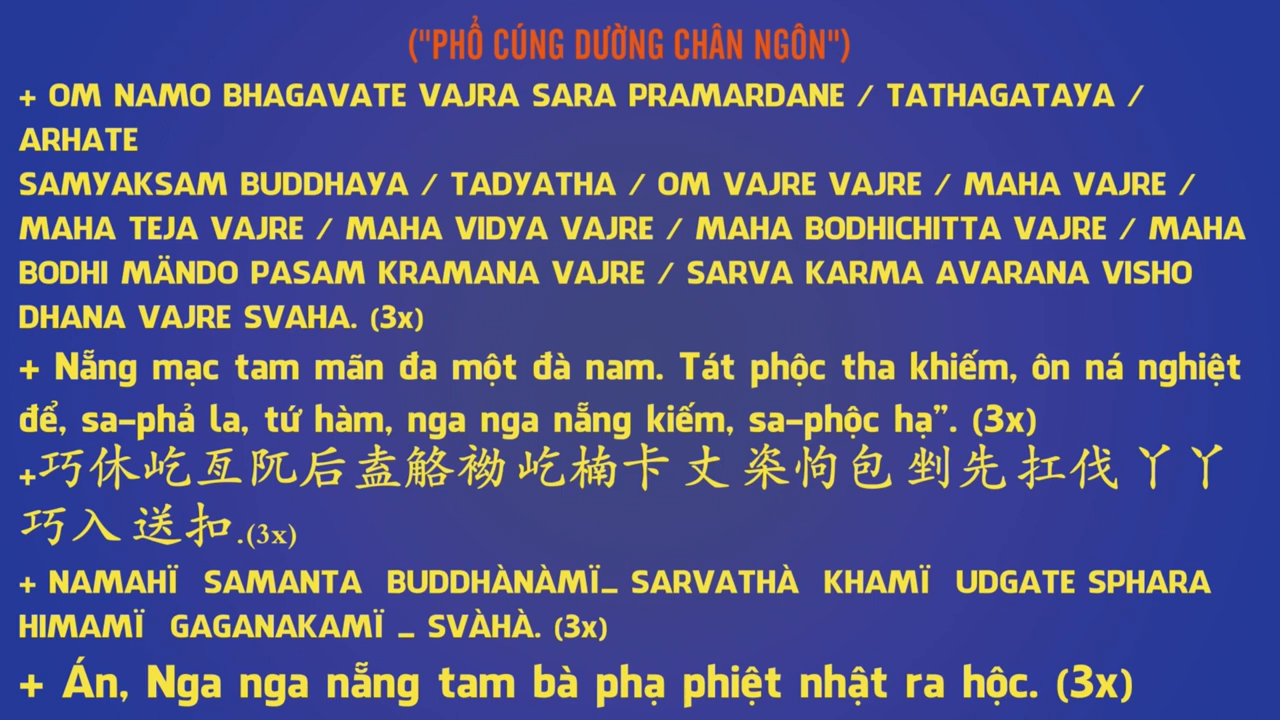 ("PHỔ CÚNG DƯỜNG CHÂN NGÔN")
+ OM NAMO BHAGAVATE VAJRA SARA PRAMARDANE / TATHAGATAYA /
ARHATE
SAMYAKSAM BUDDHAYA / TADYATHA / OM VAJRE VAJRE / MAHA VAJRE /
MAHA TEJA VAJRE / MAHA VIDYA VAJRE / MAHA BODHICHITTA VAJRE / MAHA
BODHI MÄNDO PASAM KRAMANA VAJRE / SARVA KARMA AVARANA VISHO
DHANA VAJRE SVAHA. (3x)
+ Nẵng mạc tam mãn đa một đà nam. Tát phộc tha khiếm, ôn ná nghiệt
để, sa-phả la, tứ hàm, nga nga nẵng kiếm, sa-phộc hạ”. (3x)
+巧休屹亙阢后盍觡袎屹楠卡丈楶怐包剉先扛伐丫丫
巧入送扣.(3x)
+ NAMAHÏ SAMANTA BUDDHÀNÀMÏ_ SARVATHÀ KHAMÏ UDGATE SPHARA
HIMAMÏ GAGANAKAMÏ _ SVÀHÀ. (3x)
+ Án, Nga nga nẵng tam bà phạ phiệt nhật ra hộc. (3x)